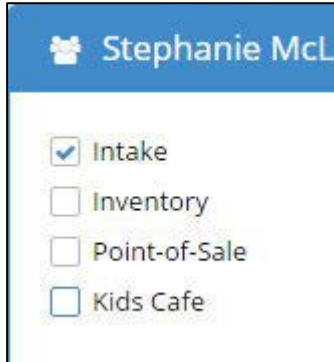 Stephanie McL
Intake
Inventory
Point-of-Sale
Kids Cafe